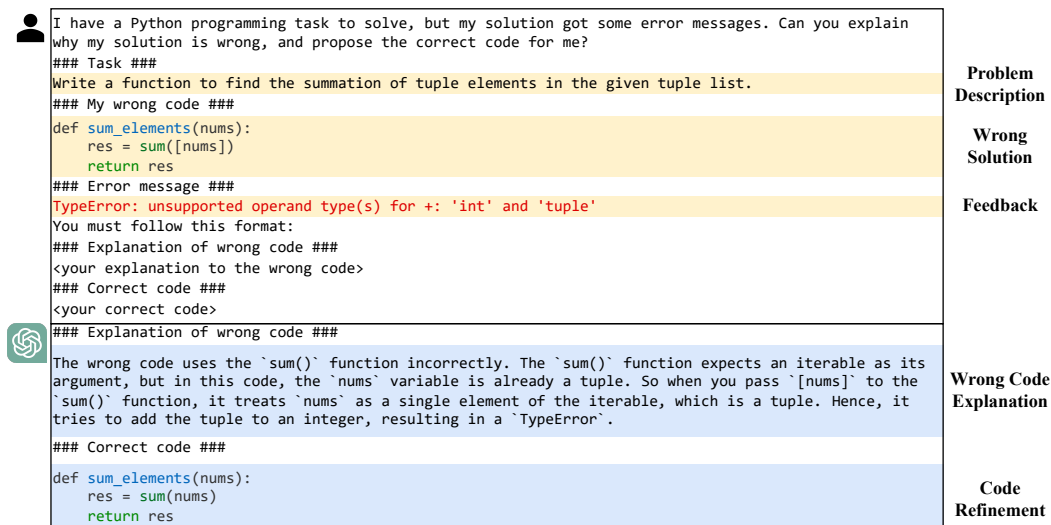 I have a Python programming task to solve, but my solution got some error messages. Can you explain
why my solution is wrong, and propose the correct code for me?
### Task ###
Write a function to find the summation of tuple elements in the given tuple list.
Problem
Description
### My wrong code ###
def sum_elements(nums):
    res = sum([nums])
    return res
Wrong
Solution
### Error message ###
TypeError: unsupported operand type(s) for +: 'int' and 'tuple'
Feedback
You must follow this format:
### Explanation of wrong code ###
<your explanation to the wrong code>
### Correct code ###
<your correct code>
### Explanation of wrong code ###
The wrong code uses the `sum()` function incorrectly. The `sum()` function expects an iterable as its
argument, but in this code, the `nums` variable is already a tuple. So when you pass `[nums]` to the
`sum()` function, it treats `nums` as a single element of the iterable, which is a tuple. Hence, it
tries to add the tuple to an integer, resulting in a `TypeError`.
Wrong Code
Explanation
### Correct code ###
def sum_elements(nums):
    res = sum(nums)
    return res
Code
Refinement